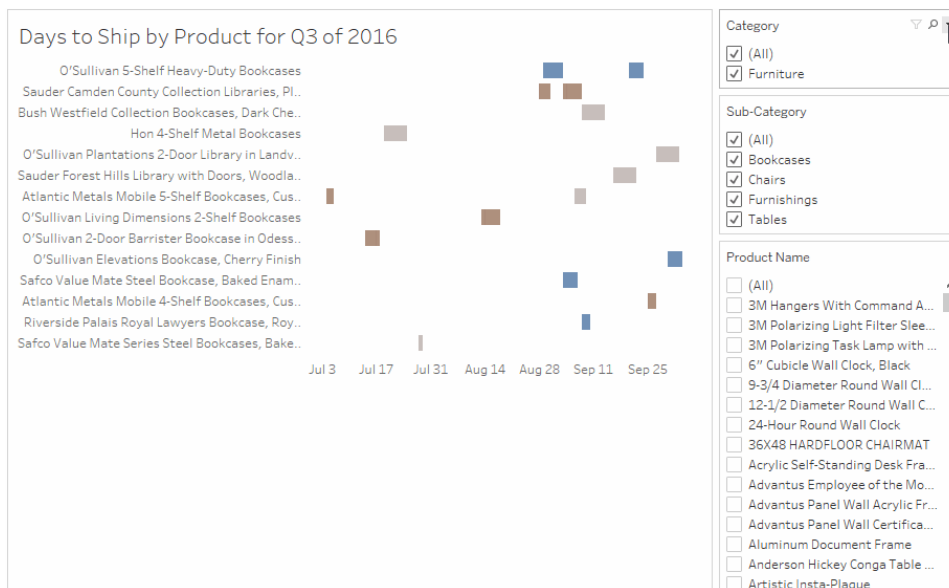 Days to Ship by Product for Q3 of 2016
O'Sullivan 5-Shelf Heavy-Duty Bookcases
Sauder Camden County Collection Libraries, Pl..
Bush Westfield Collection Bookcases, Dark Che..
Hon 4-Shelf Metal Bookcases
O'Sullivan Plantations 2-Door Library in Landv..
Sauder Forest Hills Library with Doors, Woodla..
Atlantic Metals Mobile 5-Shelf Bookcases, Cus..
O'Sullivan Living Dimensions 2-Shelf Bookcases
O'Sullivan 2-Door Barrister Bookcase in Odess..
O'Sullivan Elevations Bookcase, Cherry Finish
Safco Value Mate Steel Bookcase, Baked Enam..
Atlantic Metals Mobile 4-Shelf Bookcases, Cus..
Riverside Palais Royal Lawyers Bookcase, Roy..
Safco Value Mate Series Steel Bookcases, Bake..
Jul 3 Jul 17 Jul 31 Aug 14 Aug 28 Sep 11 Sep 25
Category
(All)
Furniture
Sub-Category
(All)
Bookcases
Chairs
Furnishings
Tables
Product Name
(All)
3M Hangers With Command A...
3M Polarizing Light Filter Slee...
3M Polarizing Task Lamp with ...
6" Cubicle Wall Clock, Black
9-3/4 Diameter Round Wall Cl...
12-1/2 Diameter Round Wall C...
24-Hour Round Wall Clock
36X48 HARDFLOOR CHAIRMAT
Acrylic Self-Standing Desk Fra...
Advantus Employee of the Mo...
Advantus Panel Wall Acrylic Fr...
Advantus Panel Wall Certifica...
Aluminum Document Frame
Anderson Hickey Conga Table ...
Artistic Insta-Plaque